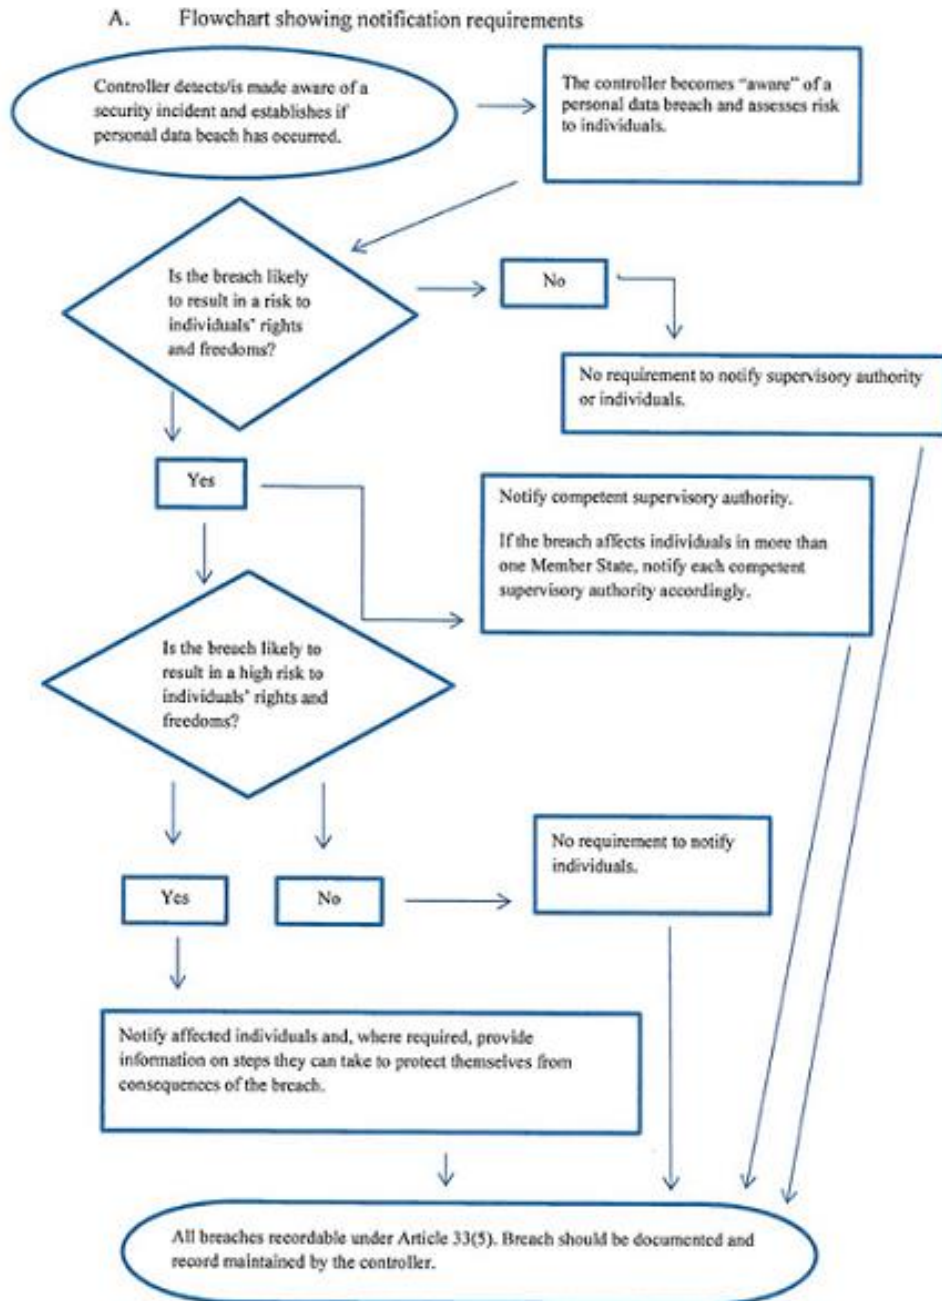 A. Flowchart showing notification requirements
Controller detects/is made aware of a
security incident and establishes if
personal data beach has occurred.
The controller becomes “aware” of a
personal data breach and assesses risk
to individuals.
Is the breach likely
to result in a risk to
individuals’ rights
and freedoms?
No
No requirement to notify supervisory authority
or individuals.
Yes
Notify competent supervisory authority.
If the breach affects individuals in more than
one Member State, notify each competent
supervisory authority accordingly.
Is the breach likely to
result in a high risk to
individuals’ rights and
freedoms?
No requirement to notify
individuals.
Yes
No
Notify affected individuals and, where required, provide
information on steps they can take to protect themselves from
consequences of the breach.
All breaches recordable under Article 33(5). Breach should be documented and
record maintained by the controller.